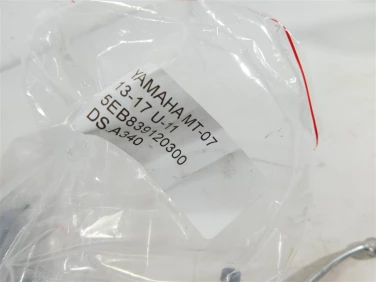 YAMAHA MT-07
13-17 U-11
5EB839120300
DS A340